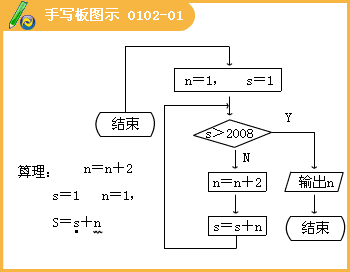 手写板图示 0102-01
n=1, s=1
结束
s>2008
Y
N
n=n+2
输出n
s=s+n
结束
算理: n=n+2
s=1 n=1,
S=s+n